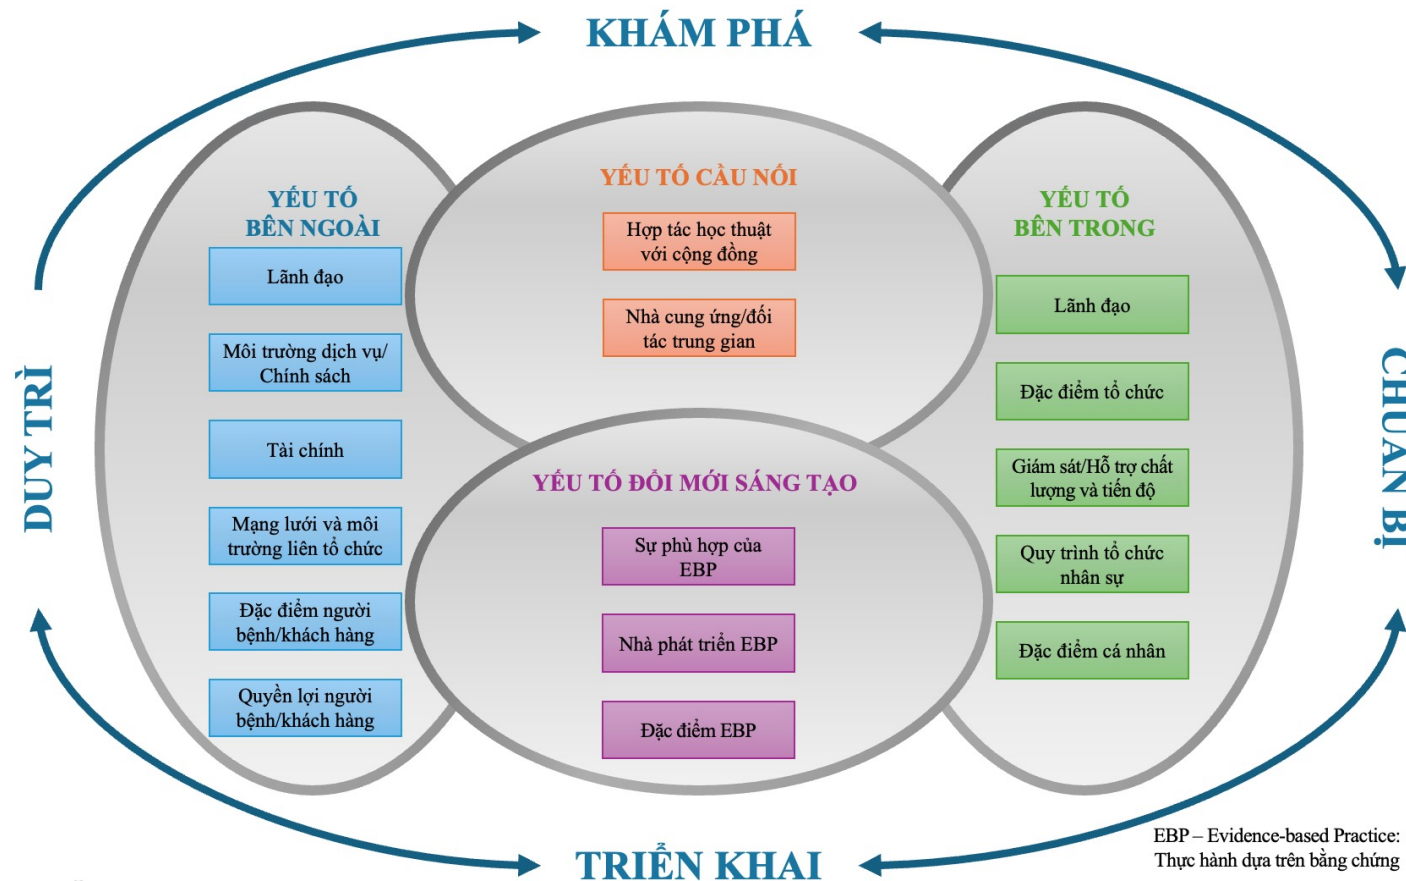 KHÁM PHÁ
YẾU TỐ
BÊN NGOÀI
Lãnh đạo
Môi trường dịch vụ/
Chính sách
Tài chính
Mạng lưới và môi
trường liên tổ chức
Đặc điểm người
bệnh/khách hàng
Quyền lợi người
bệnh/khách hàng
YẾU TỐ CẦU NỐI
Hợp tác học thuật
với cộng đồng
Nhà cung ứng/đối
tác trung gian
YẾU TỐ ĐỔI MỚI SÁNG TẠO
Sự phù hợp của
EBP
Nhà phát triển EBP
Đặc điểm EBP
YẾU TỐ
BÊN TRONG
Lãnh đạo
Đặc điểm tổ chức
Giám sát/Hỗ trợ chất
lượng và tiến độ
Quy trình tổ chức
nhân sự
Đặc điểm cá nhân
CHUẨN BỊ
TRIỂN KHAI
DUY TRÌ
EBP – Evidence-based Practice:
Thực hành dựa trên bằng chứng